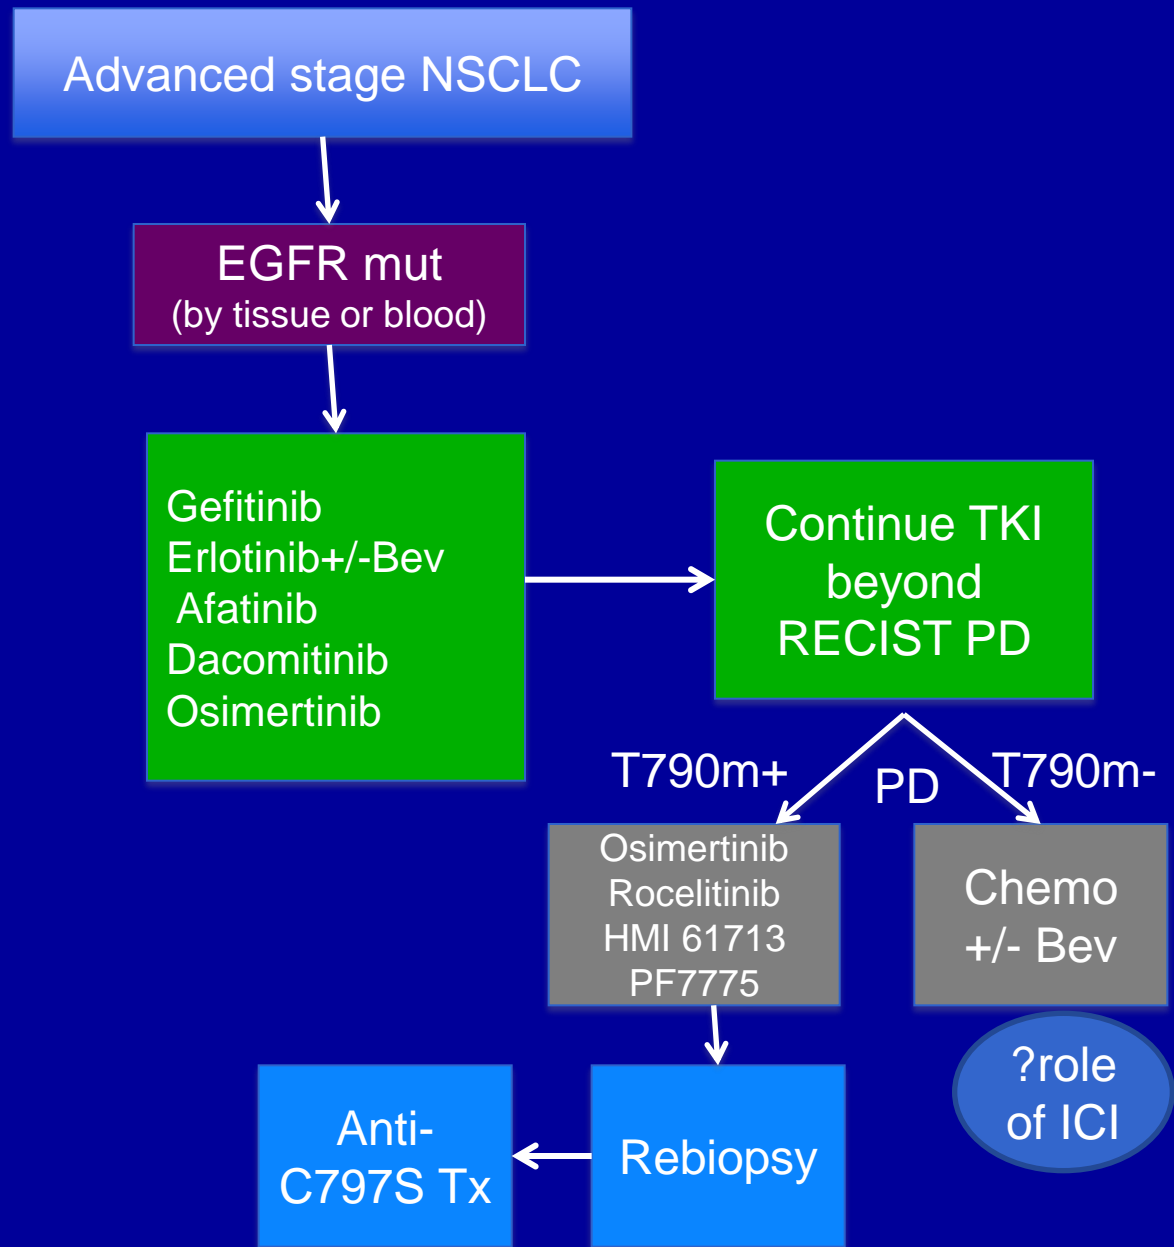 Advanced stage NSCLC
EGFR mut
(by tissue or blood)
Gefitinib
Erlotinib+/-Bev
Afatinib
Dacomitinib
Osimertinib
Continue TKI
beyond
RECIST PD
T790m+
PD
T790m-
Osimertinib
Rocelitinib
HMI 61713
PF7775
Chemo
+/- Bev
?role
of ICI
Rebiopsy
Anti-
C797S Tx